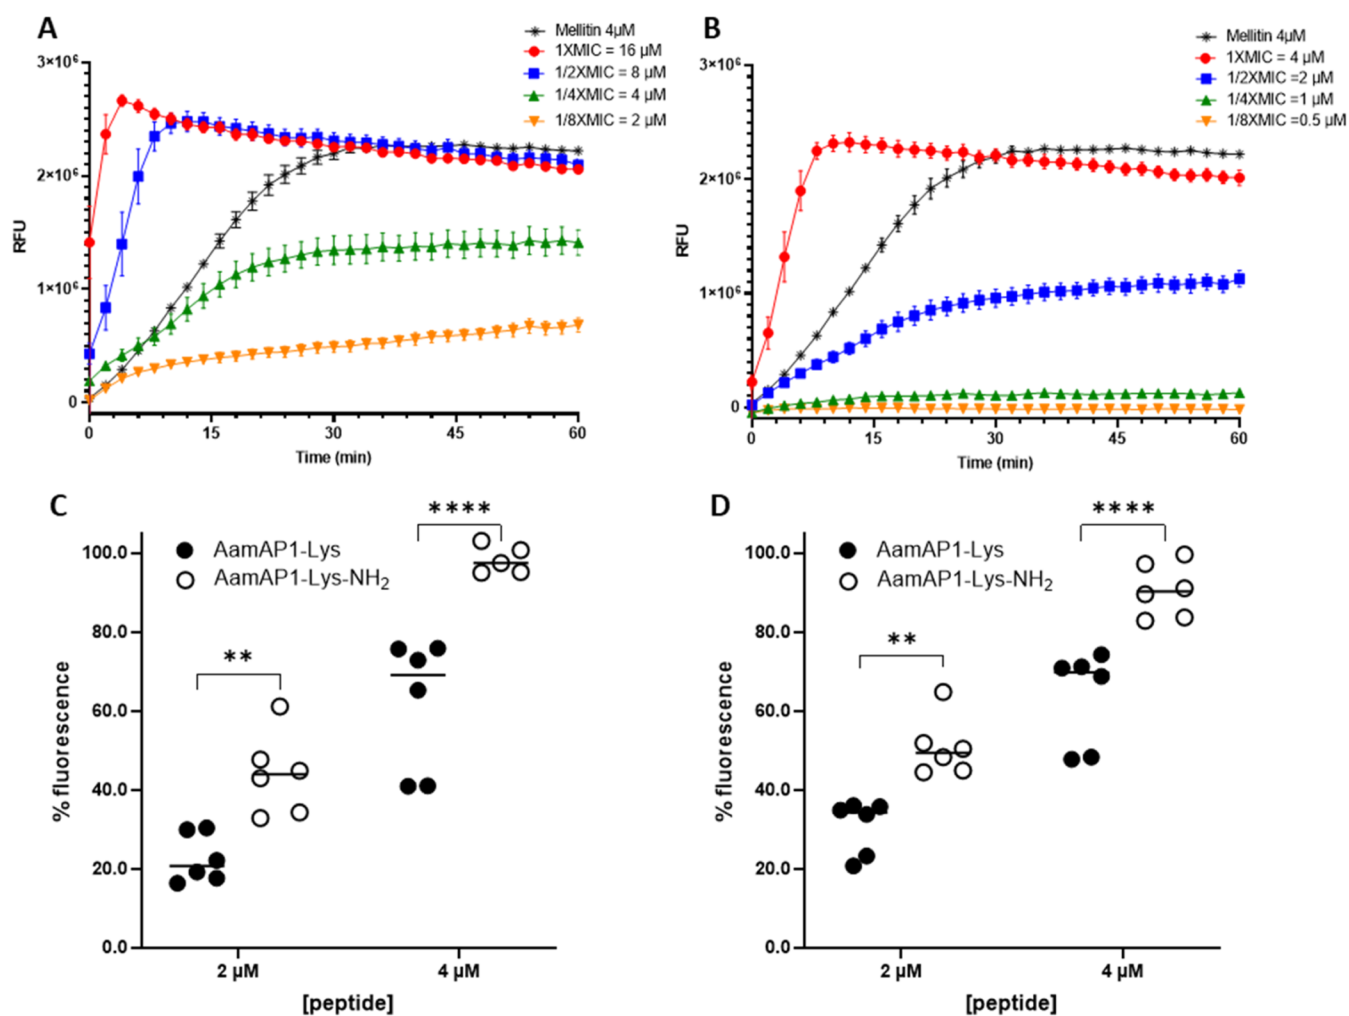 A
Mellitin 4µM
1XMIC = 16 µM
1/2XMIC = 8 µM
1/4XMIC = 4 µM
1/8XMIC = 2 µM
3×10⁶
2×10⁶
1×10⁶
0
RFU
0 15 30 45 60
Time (min)
B
Mellitin 4µM
1XMIC = 4 µM
1/2XMIC =2 µM
1/4XMIC =1 µM
1/8XMIC =0.5 µM
3×10⁶
2×10⁶
1×10⁶
0
RFU
0 15 30 45 60
Time (min)
C
AamAP1-Lys
AamAP1-Lys-NH₂
**
****
100.0
80.0
60.0
40.0
20.0
0.0
% fluorescence
2 µM 4 µM
[peptide]
D
AamAP1-Lys
AamAP1-Lys-NH₂
**
****
100.0
80.0
60.0
40.0
20.0
0.0
% fluorescence
2 µM 4 µM
[peptide]